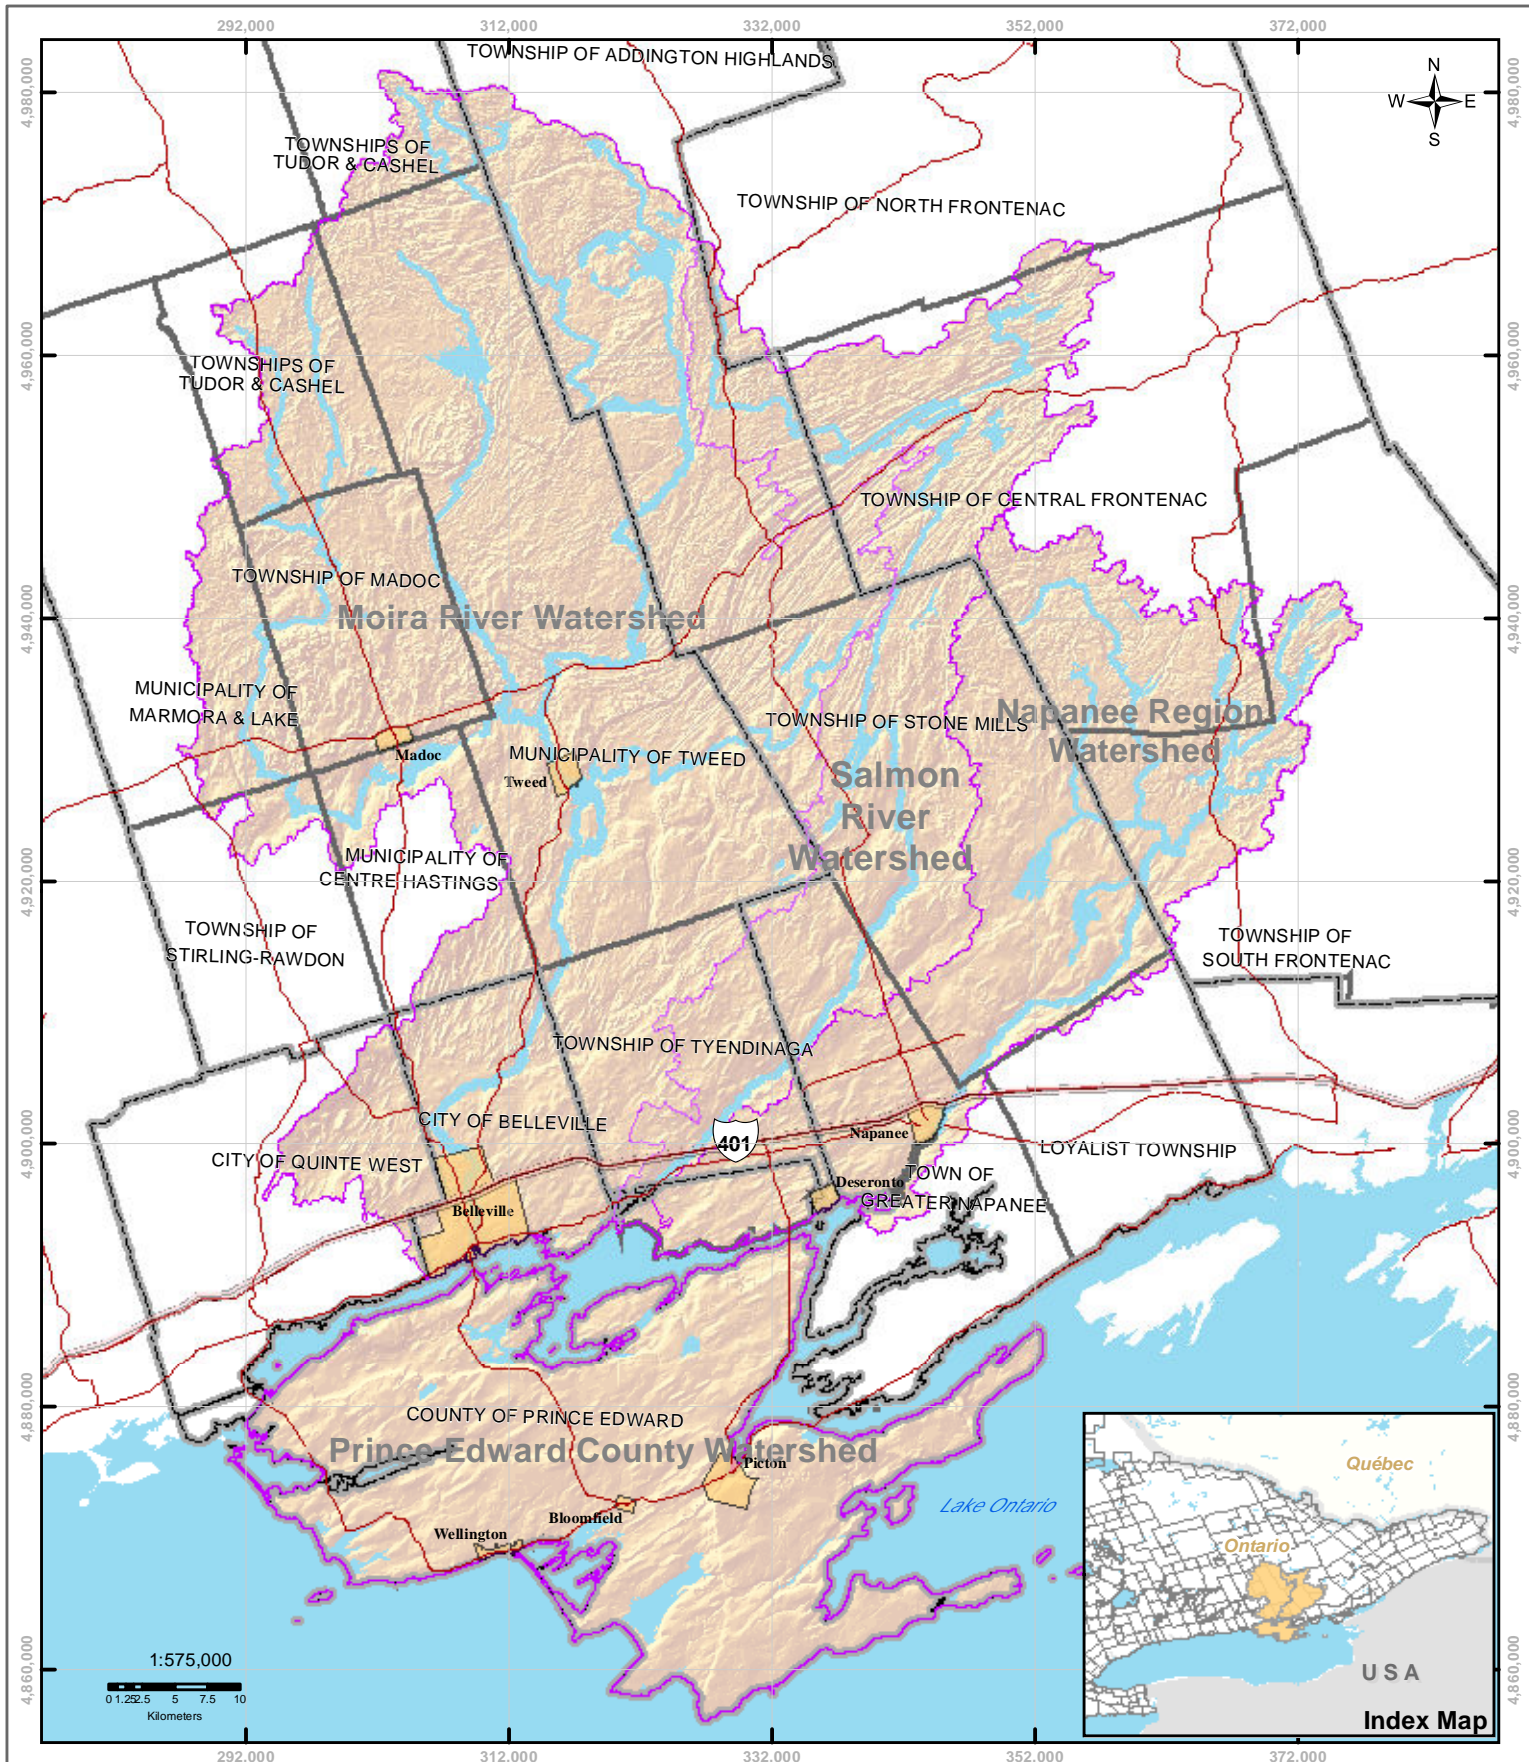 292,000
312,000
332,000
352,000
372,000
TOWNSHIP OF ADDINGTON HIGHLANDS
N
W
E
S
4,980,000
4,980,000
TOWNSHIPS OF
TUDOR & CASHEL
TOWNSHIP OF NORTH FRONTENAC
4,960,000
4,960,000
TOWNSHIPS OF
TUDOR & CASHEL
TOWNSHIP OF CENTRAL FRONTENAC
TOWNSHIP OF MADOC
Moira River Watershed
4,940,000
4,940,000
MUNICIPALITY OF
MARMORA & LAKE
TOWNSHIP OF STONE MILLS
Napanee Region
Watershed
Madoc
MUNICIPALITY OF TWEED
Tweed
Salmon
River
Watershed
MUNICIPALITY OF
CENTRE HASTINGS
4,920,000
4,920,000
TOWNSHIP OF
STIRLING-RAWDON
TOWNSHIP OF
SOUTH FRONTENAC
TOWNSHIP OF TYENDINAGA
CITY OF BELLEVILLE
Napanee
401
4,900,000
4,900,000
LOYALIST TOWNSHIP
CITY OF QUINTE WEST
Deseronto
TOWN OF
GREATER NAPANEE
Belleville
4,880,000
4,880,000
COUNTY OF PRINCE EDWARD
Prince Edward County Watershed
Picton
Bloomfield
Wellington
Lake Ontario
Québec
Ontario
USA
Index Map
4,860,000
4,860,000
1:575,000
0 1.25 2.5 5 7.5 10
Kilometers
292,000
312,000
332,000
352,000
372,000